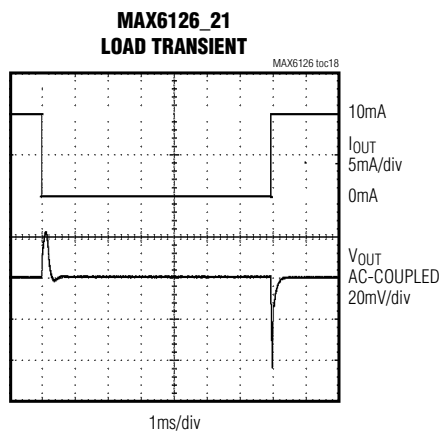 MAX6126_21
LOAD TRANSIENT
MAX6126 toc18
10mA
IOUT
5mA/div
0mA
VOUT
AC-COUPLED
20mV/div
1ms/div